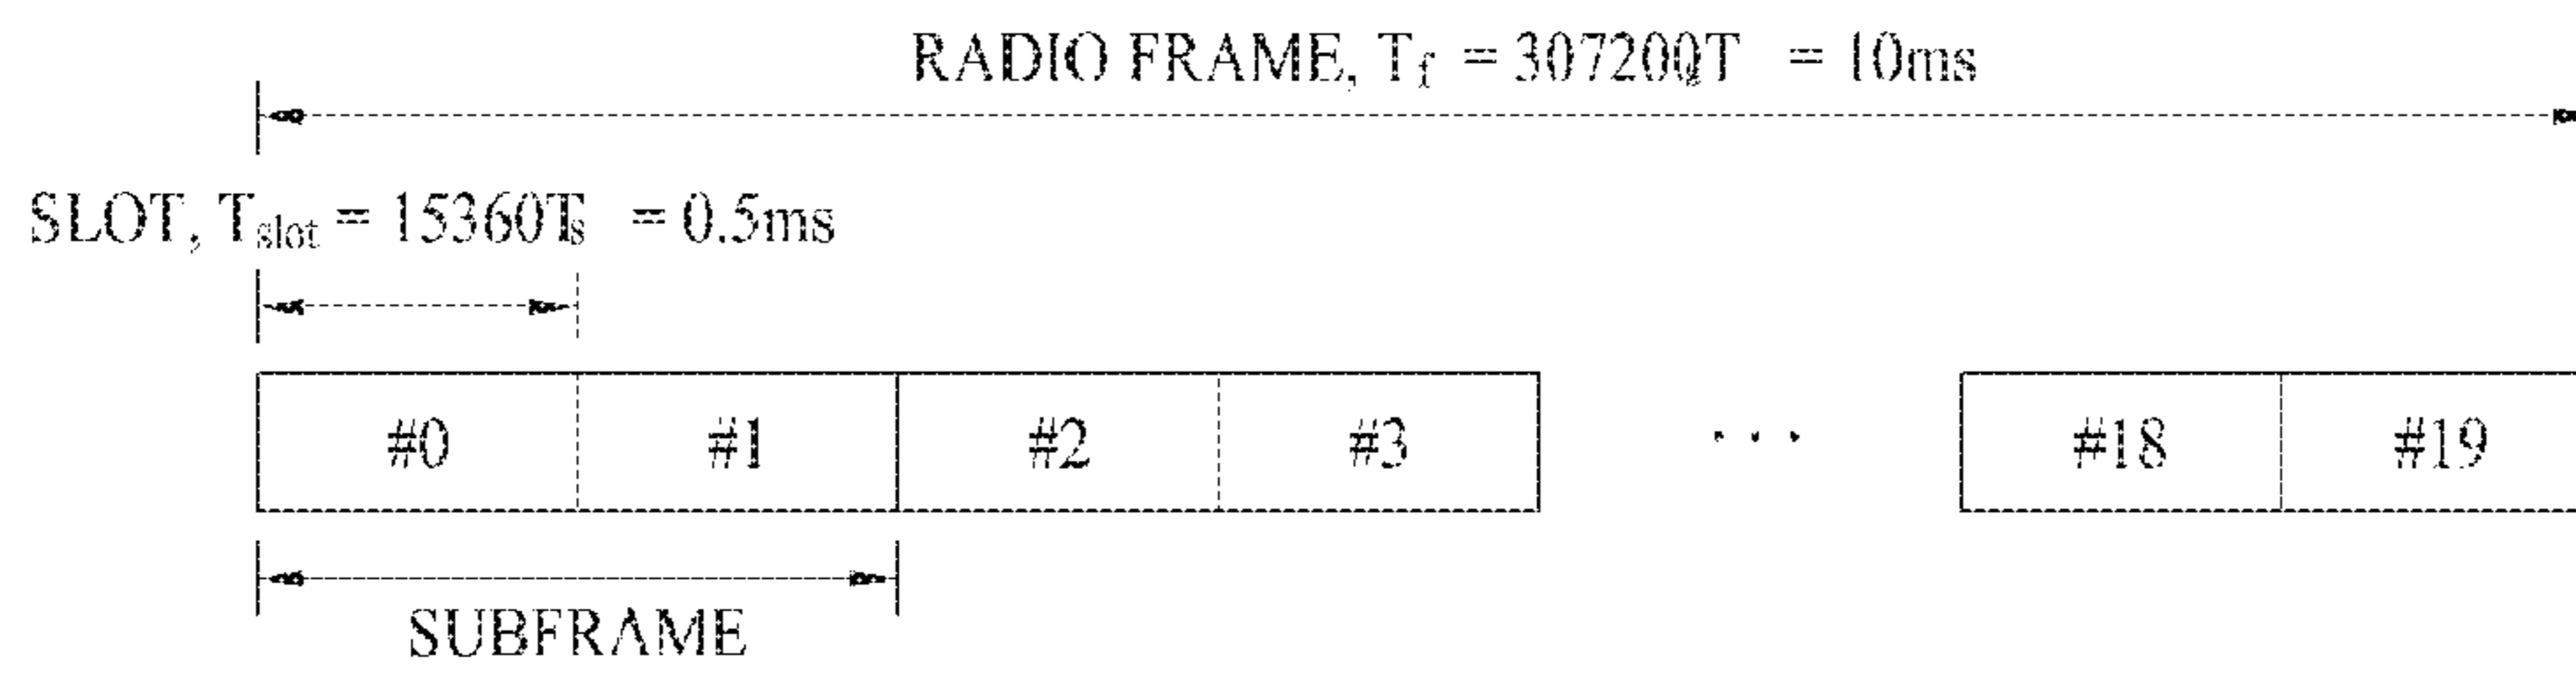 RADIO FRAME, Tf = 307200T = 10ms
SLOT, Tslot = 15360Ts = 0.5ms
#0 #1 #2 #3 · · · #18 #19
SUBFRAME